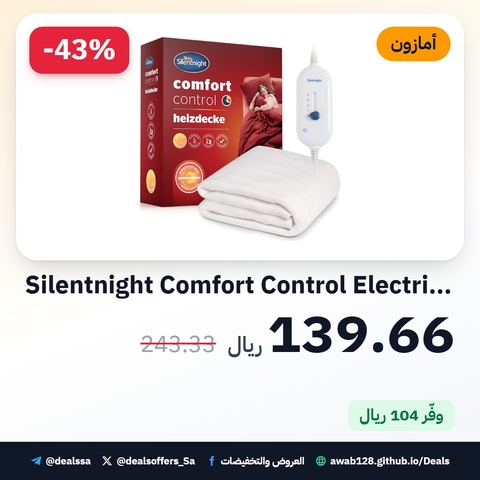 -43%
أمازون
Silentnight
comfort
control
heizdecke
Silentnight
Silentnight Comfort Control Electri...
139.66 ريال 243.33
وفّر 104 ريال
@dealssa @dealsoffers_Sa العروض والتخفيضات awab128.github.io/Deals